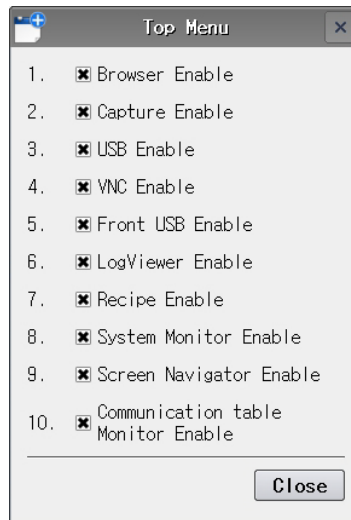 Top Menu
1. Browser Enable
2. Capture Enable
3. USB Enable
4. VNC Enable
5. Front USB Enable
6. LogViewer Enable
7. Recipe Enable
8. System Monitor Enable
9. Screen Navigator Enable
10. Communication table
Monitor Enable
Close